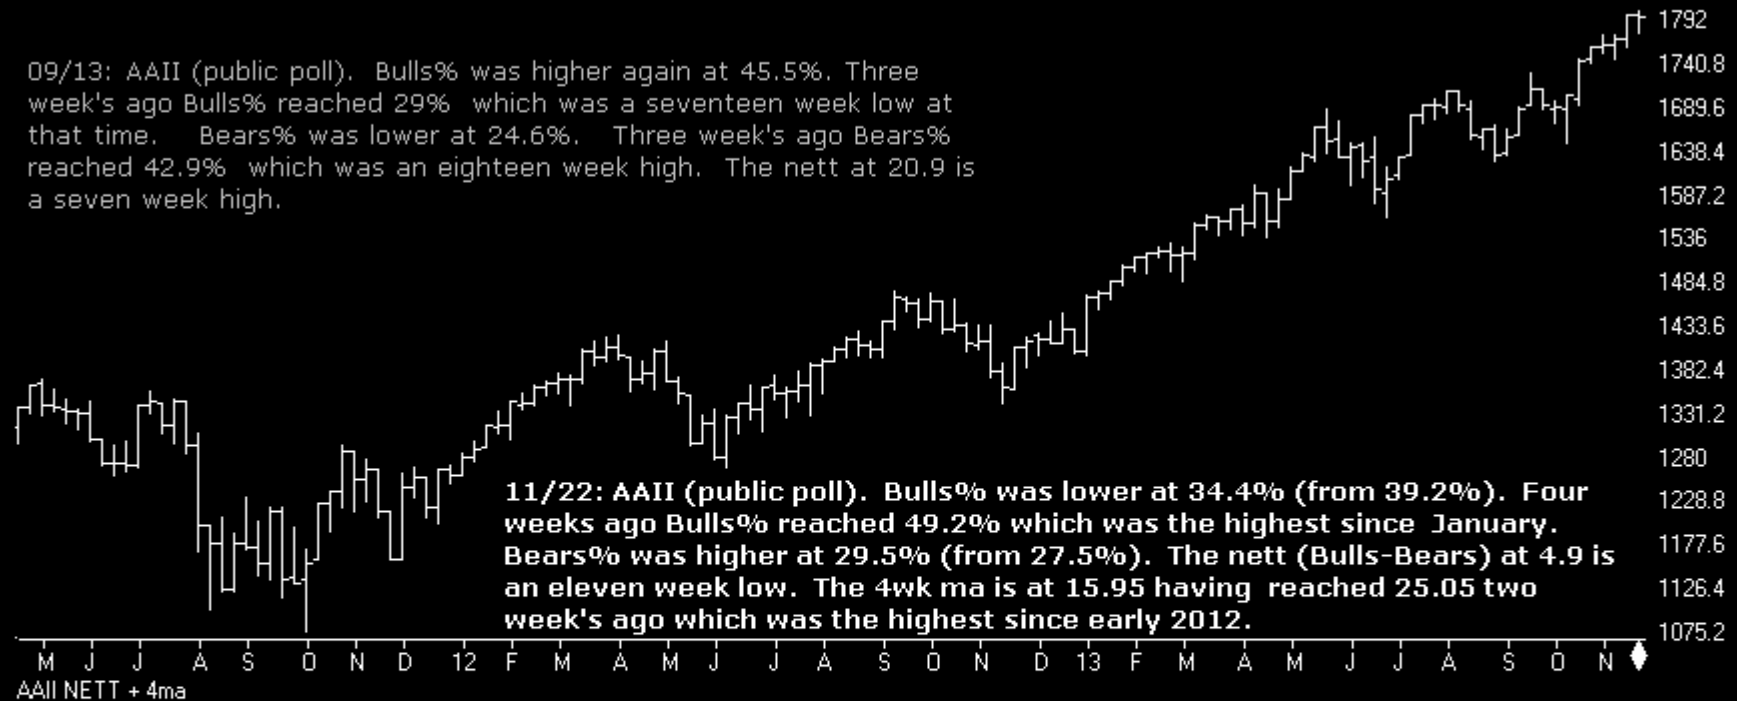 09/13: AAII (public poll).  Bulls% was higher again at 45.5%. Three
week's ago Bulls% reached 29%  which was a seventeen week low at
that time.    Bears% was lower at 24.6%.   Three week's ago Bears%
reached 42.9%  which was an eighteen week high.  The nett at 20.9 is
a seven week high.
11/22: AAII (public poll).  Bulls% was lower at 34.4% (from 39.2%).  Four
weeks ago Bulls% reached 49.2% which was the highest since  January.
Bears% was higher at 29.5% (from 27.5%).  The nett (Bulls-Bears) at 4.9 is
an eleven week low.  The 4wk ma is at 15.95 having  reached 25.05 two
week's ago which was the highest since early 2012.
1792
1740.8
1689.6
1638.4
1587.2
1536
1484.8
1433.6
1382.4
1331.2
1280
1228.8
1177.6
1126.4
1075.2
M J J A S O N D 12 F M A M J J A S O N D 13 F M A M J J A S O N
AAII NETT + 4ma